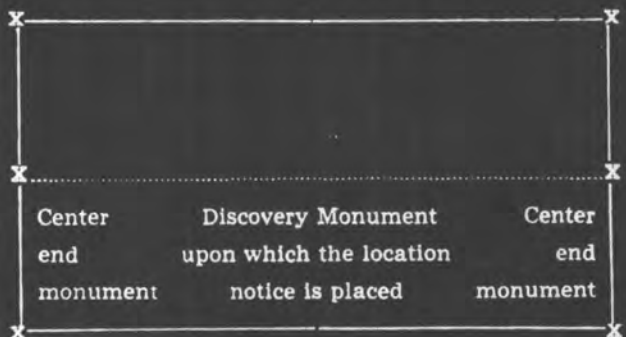 X X
X X
Center Discovery Monument Center
end upon which the location end
monument notice is placed monument
X X